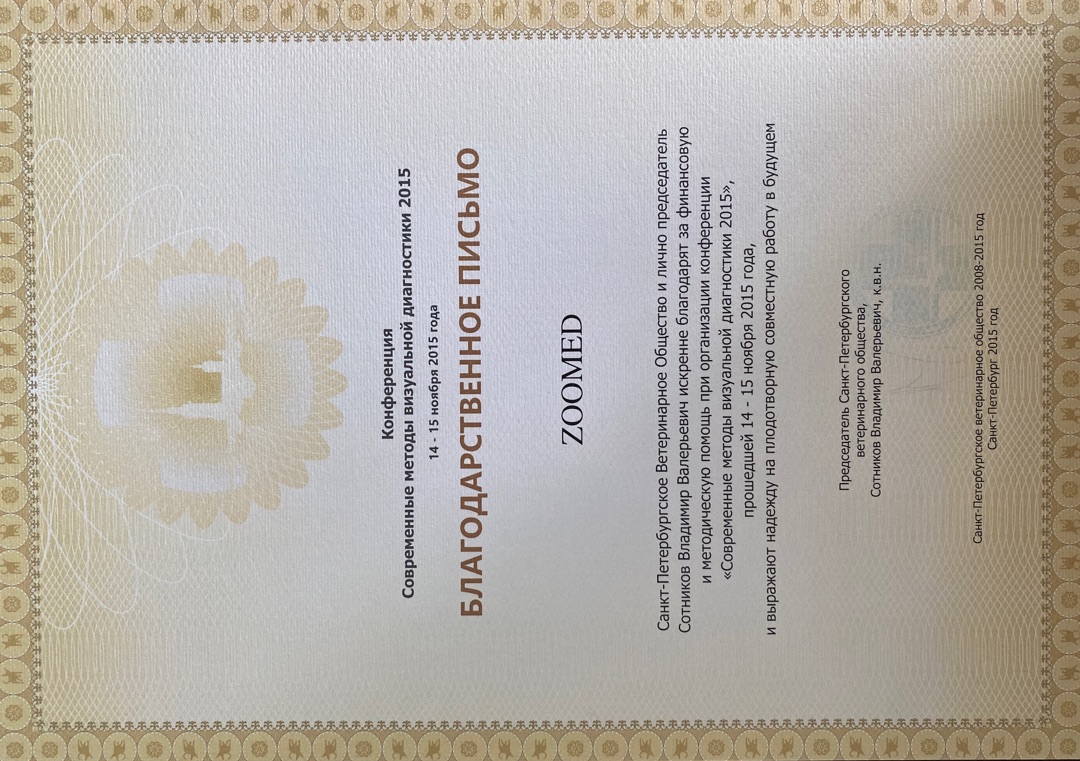 Конференция
Современные методы визуальной диагностики 2015
14 - 15 ноября 2015 года
БЛАГОДАРСТВЕННОЕ ПИСЬМО
ZOOMED
Санкт-Петербургское Ветеринарное Общество и лично председатель
Сотников Владимир Валерьевич искренне благодарят за финансовую
и методическую помощь при организации конференции
«Современные методы визуальной диагностики 2015»,
прошедшей 14 - 15 ноября 2015 года,
и выражают надежду на плодотворную совместную работу в будущем
Председатель Санкт-Петербургского
ветеринарного общества,
Сотников Владимир Валерьевич, к.в.н.
Санкт-Петербургское ветеринарное общество 2008-2015 год
Санкт-Петербург 2015 год